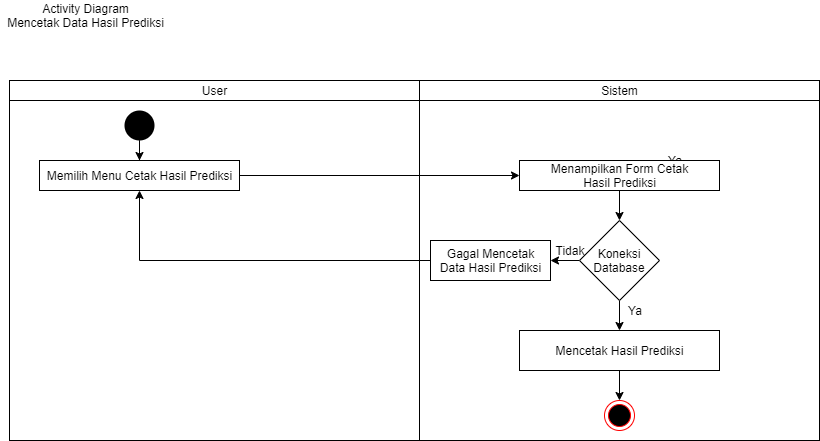 Activity Diagram
Mencetak Data Hasil Prediksi
User
Sistem
Memilih Menu Cetak Hasil Prediksi
Menampilkan Form Cetak
Hasil Prediksi
Gagal Mencetak
Data Hasil Prediksi
Tidak
Koneksi
Database
Ya
Mencetak Hasil Prediksi